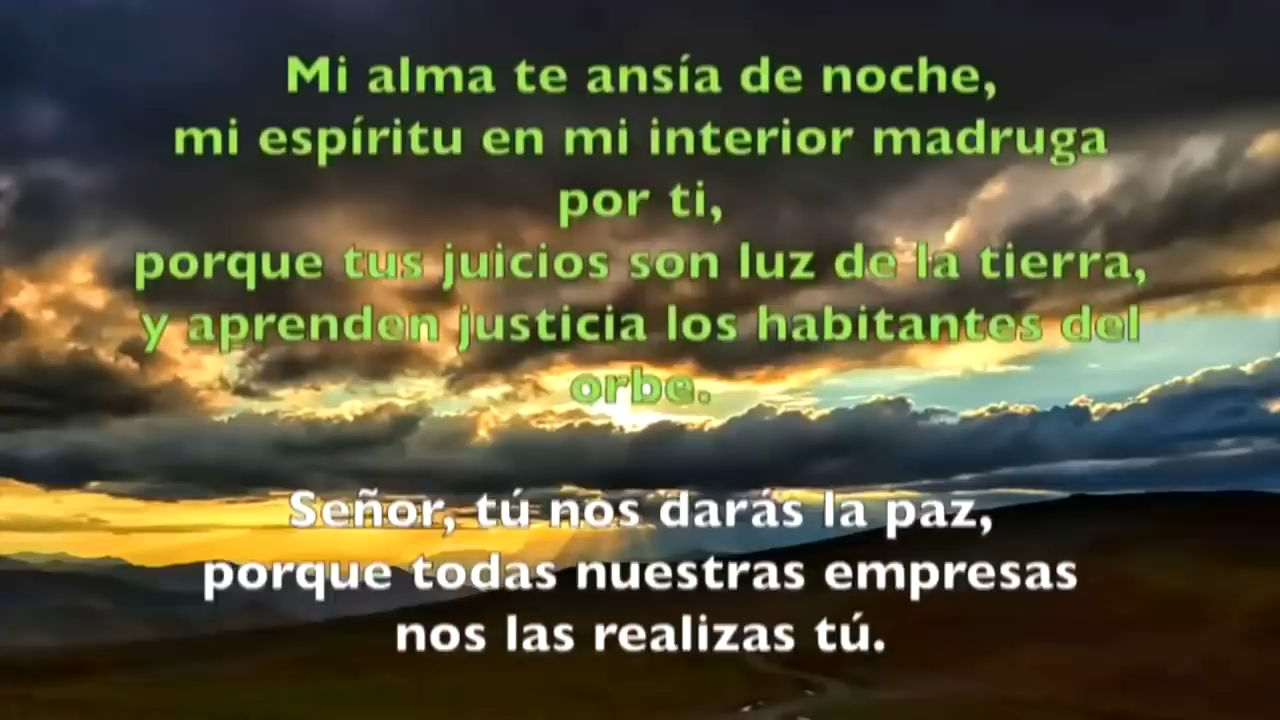 Mi alma te ansía de noche,
mi espíritu en mi interior madruga
por ti,
porque tus juicios son luz de la tierra,
y aprenden justicia los habitantes del
orbe.
Señor, tú nos darás la paz,
porque todas nuestras empresas
nos las realizas tú.